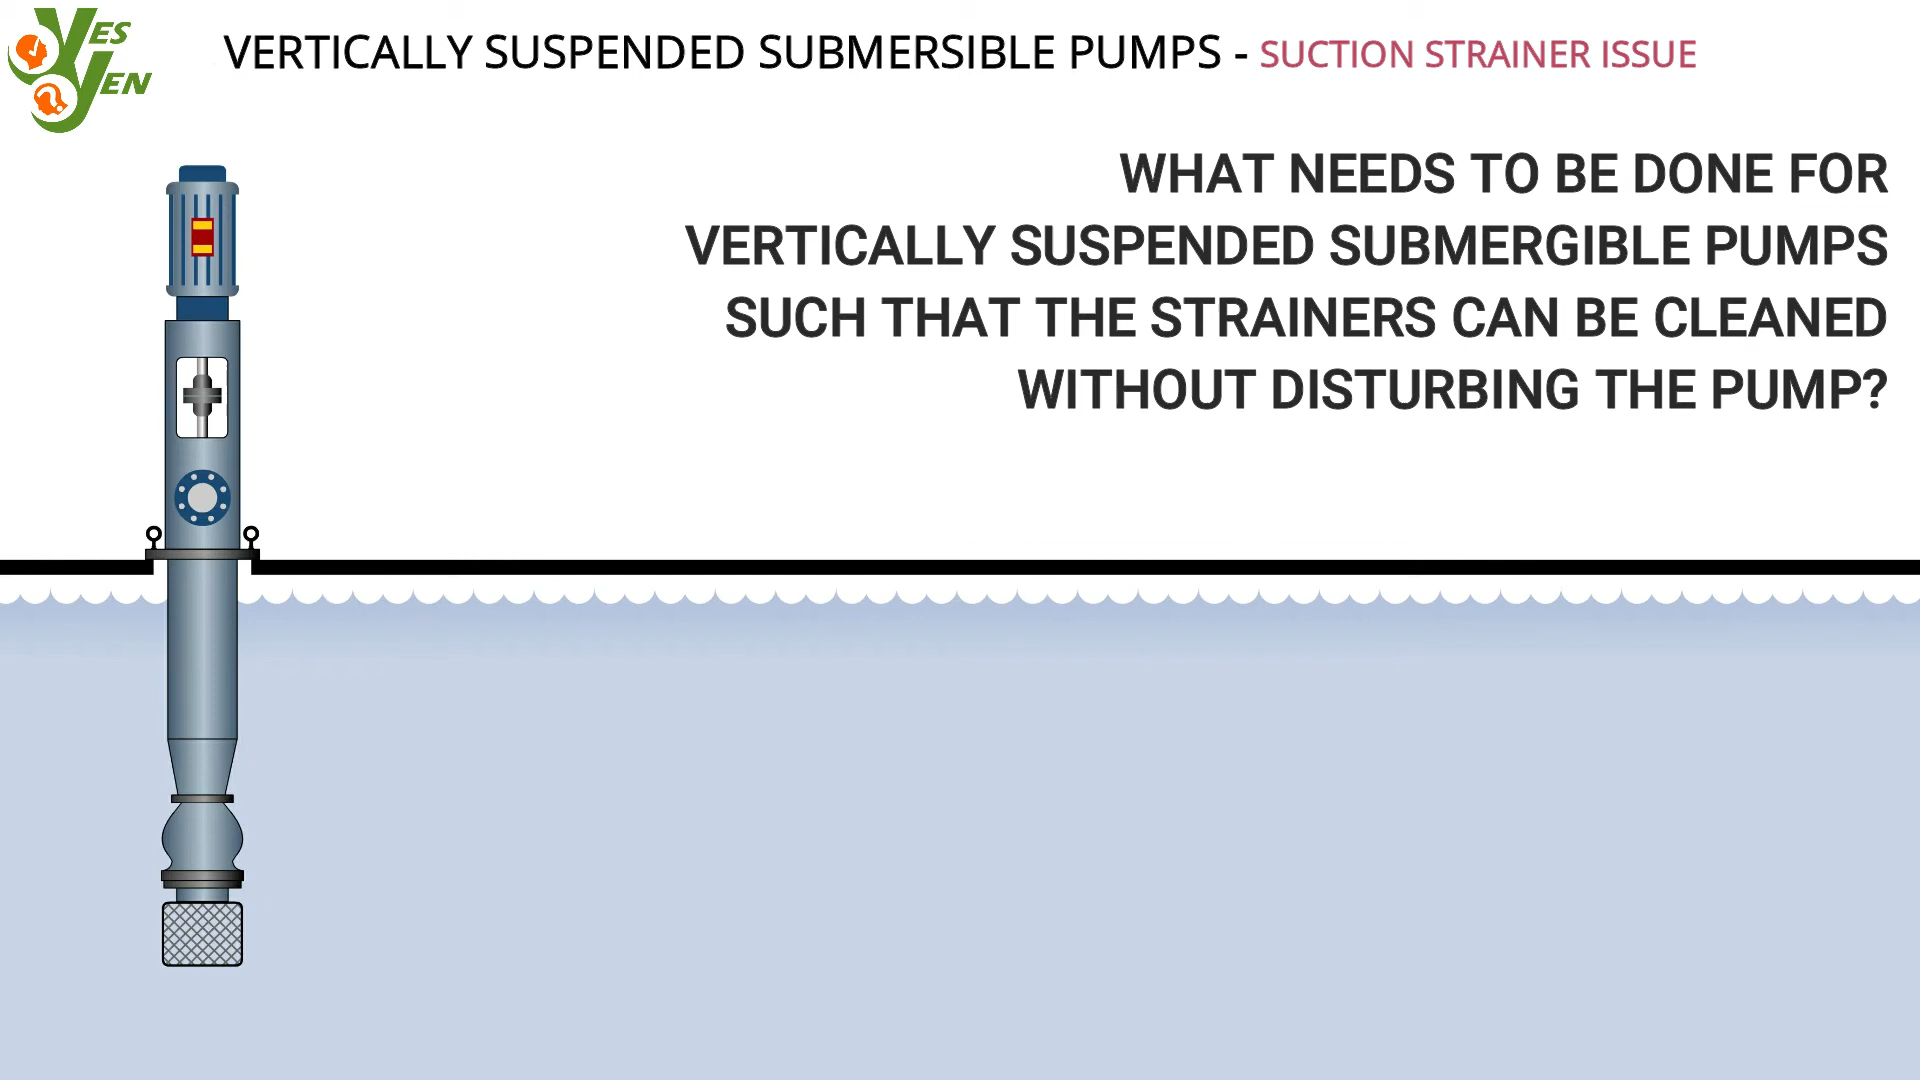 YES
YEN
VERTICALLY SUSPENDED SUBMERSIBLE PUMPS - SUCTION STRAINER ISSUE
WHAT NEEDS TO BE DONE FOR
VERTICALLY SUSPENDED SUBMERGIBLE PUMPS
SUCH THAT THE STRAINERS CAN BE CLEANED
WITHOUT DISTURBING THE PUMP?